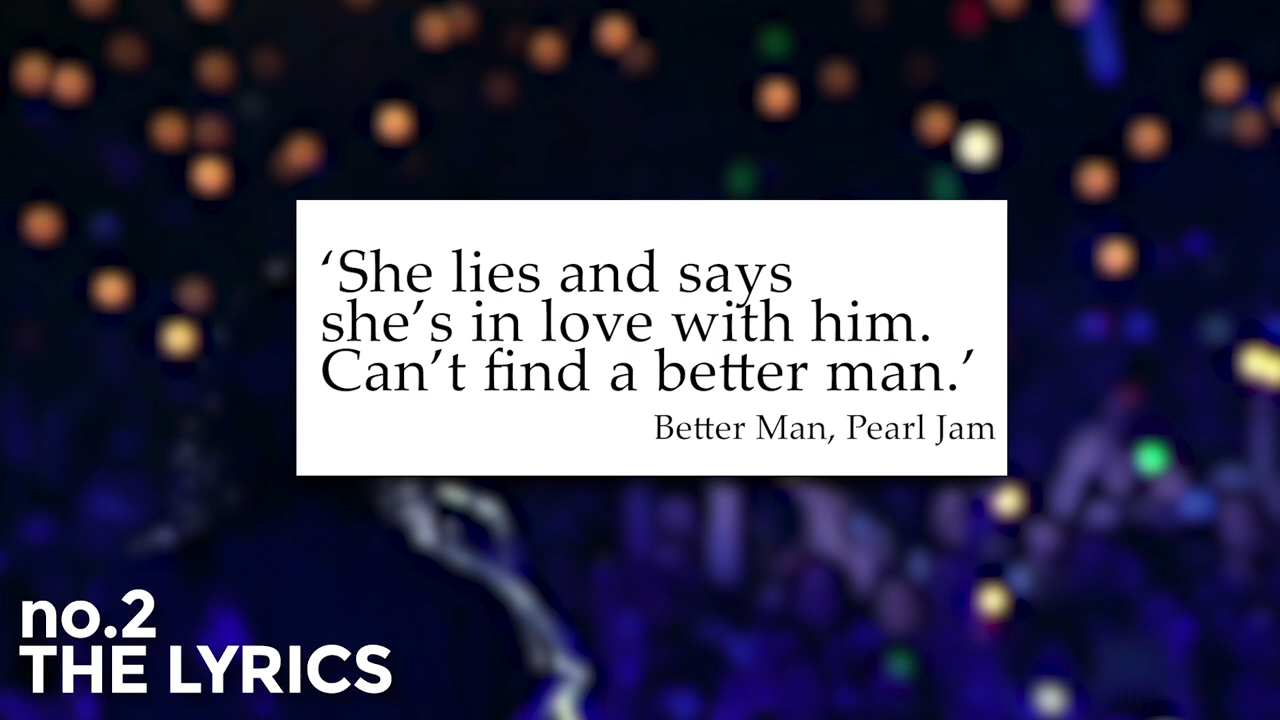 ‘She lies and says
she’s in love with him.
Can’t find a better man.’
Better Man, Pearl Jam
no.2
THE LYRICS